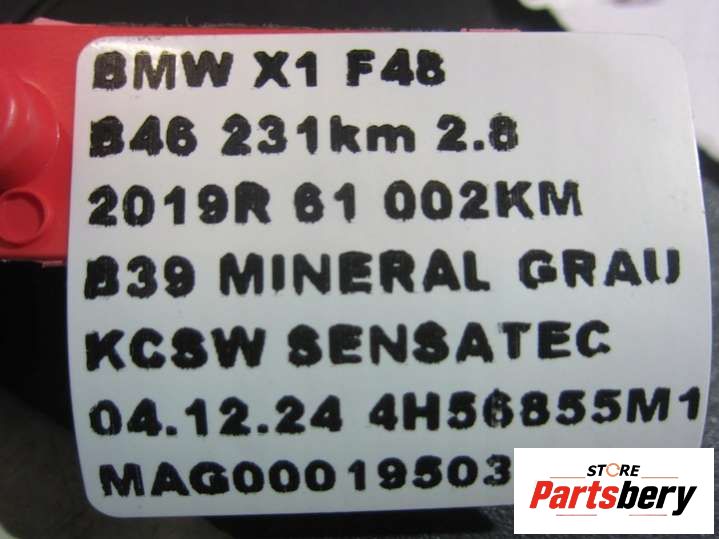 BMW X1 F48
B46 231km 2.8
2019R 61 002KM
B39 MINERAL GRAU
KCSW SENSATEC
04.12.24 4H56855M1
MAG00019503
STORE
Partsbery